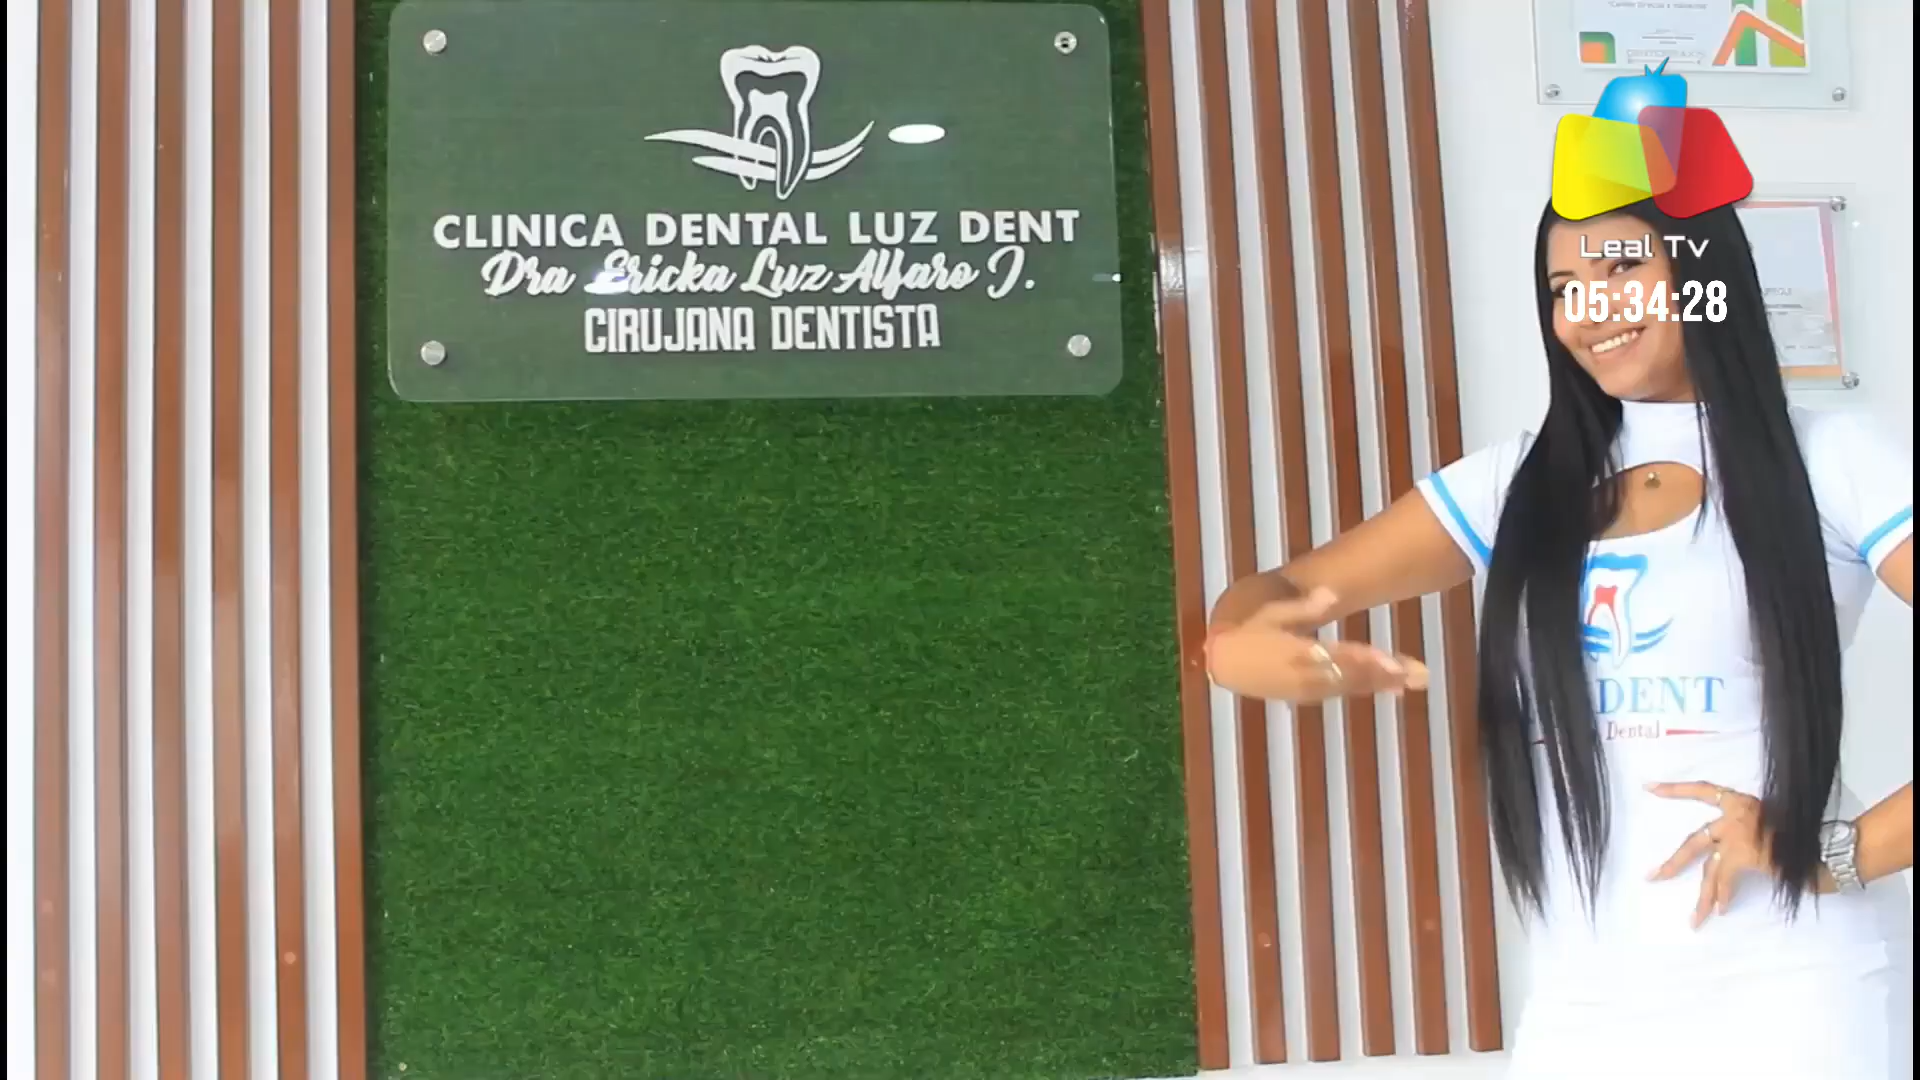 CLINICA DENTAL LUZ DENT
Dra Ericka Luz Alfaro J.
CIRUJANA DENTISTA
Leal Tv
05:34:28
DENT
Dental